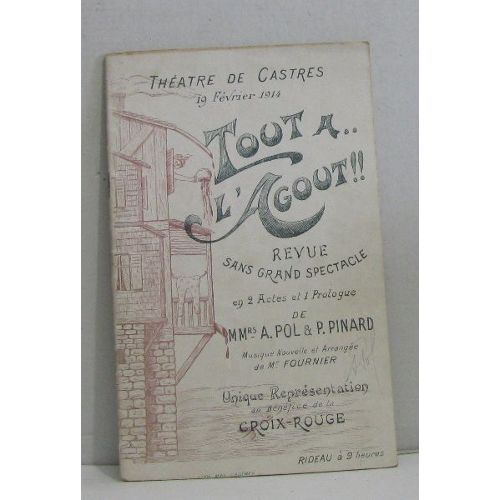 THÉATRE DE CASTRES
19 Février 1914
TOUT A..
L'AGOUT!!
REVUE
SANS GRAND SPECTACLE
en 2 Actes et 1 Prologue
DE
MMRS A. POL & P. PINARD
Musique Nouvelle et Arrangée
de Mr FOURNIER
Unique Représentation
au Bénéfice de la
CROIX-ROUGE
RIDEAU à 9 heures